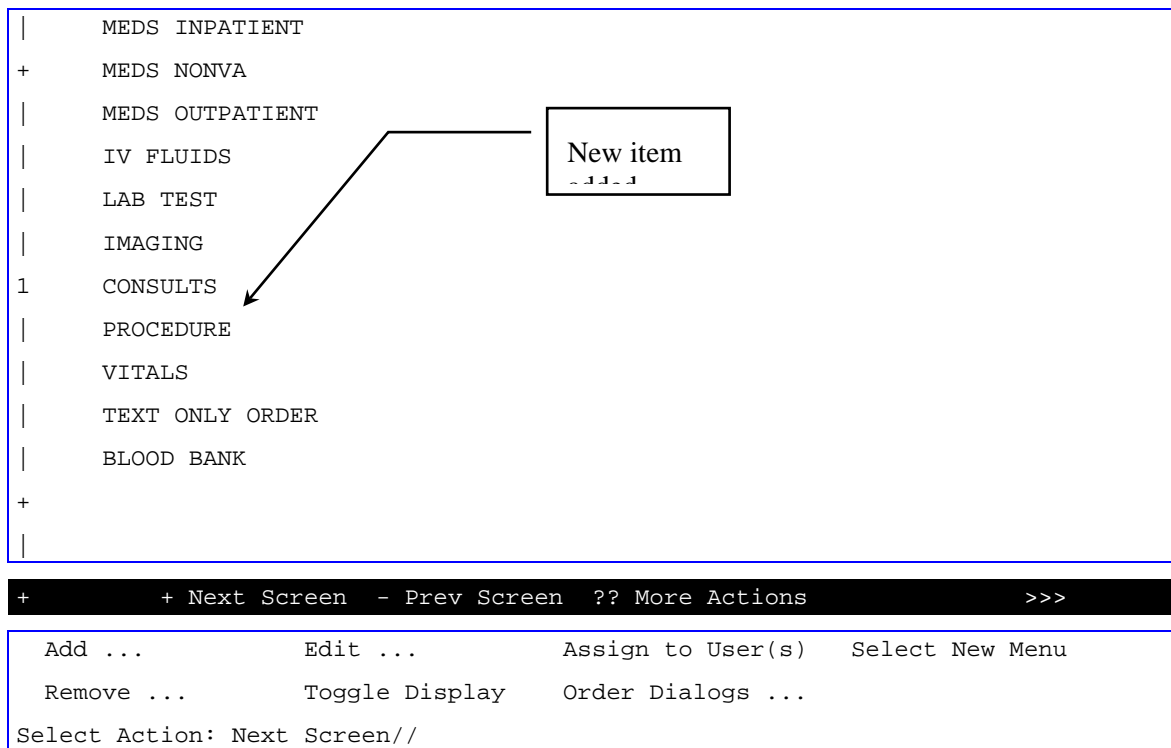 | MEDS INPATIENT
+ MEDS NONVA
| MEDS OUTPATIENT
| IV FLUIDS
| LAB TEST
| IMAGING
1 CONSULTS
| PROCEDURE
| VITALS
| TEXT ONLY ORDER
| BLOOD BANK
+
|
New item
+ + Next Screen - Prev Screen ?? More Actions >>>
Add ... Edit ... Assign to User(s) Select New Menu
Remove ... Toggle Display Order Dialogs ...
Select Action: Next Screen//